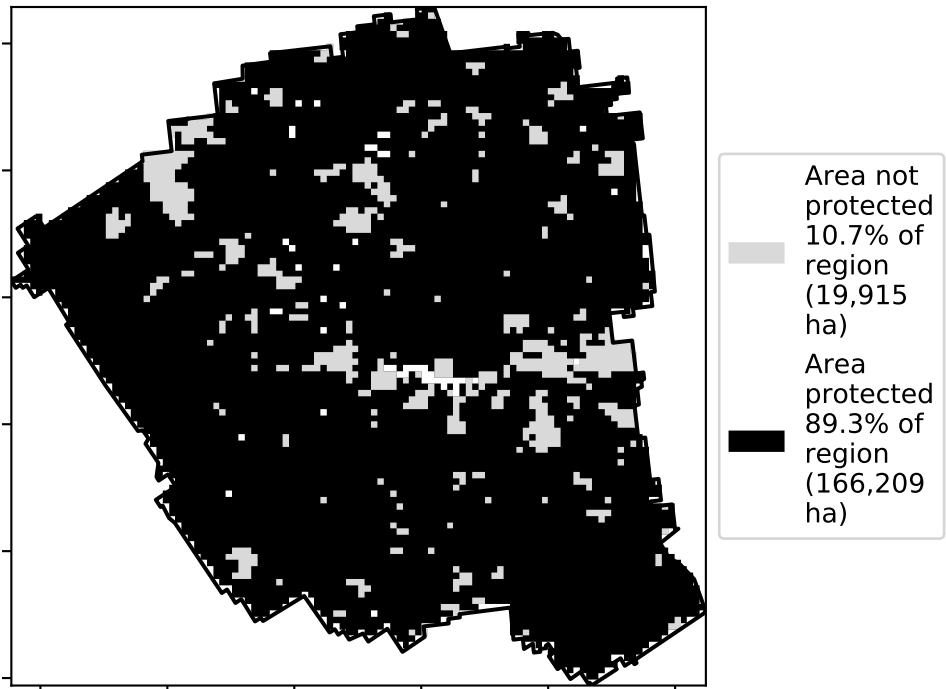 Area not
protected
10.7% of
region
(19,915
ha)
Area
protected
89.3% of
region
(166,209
ha)